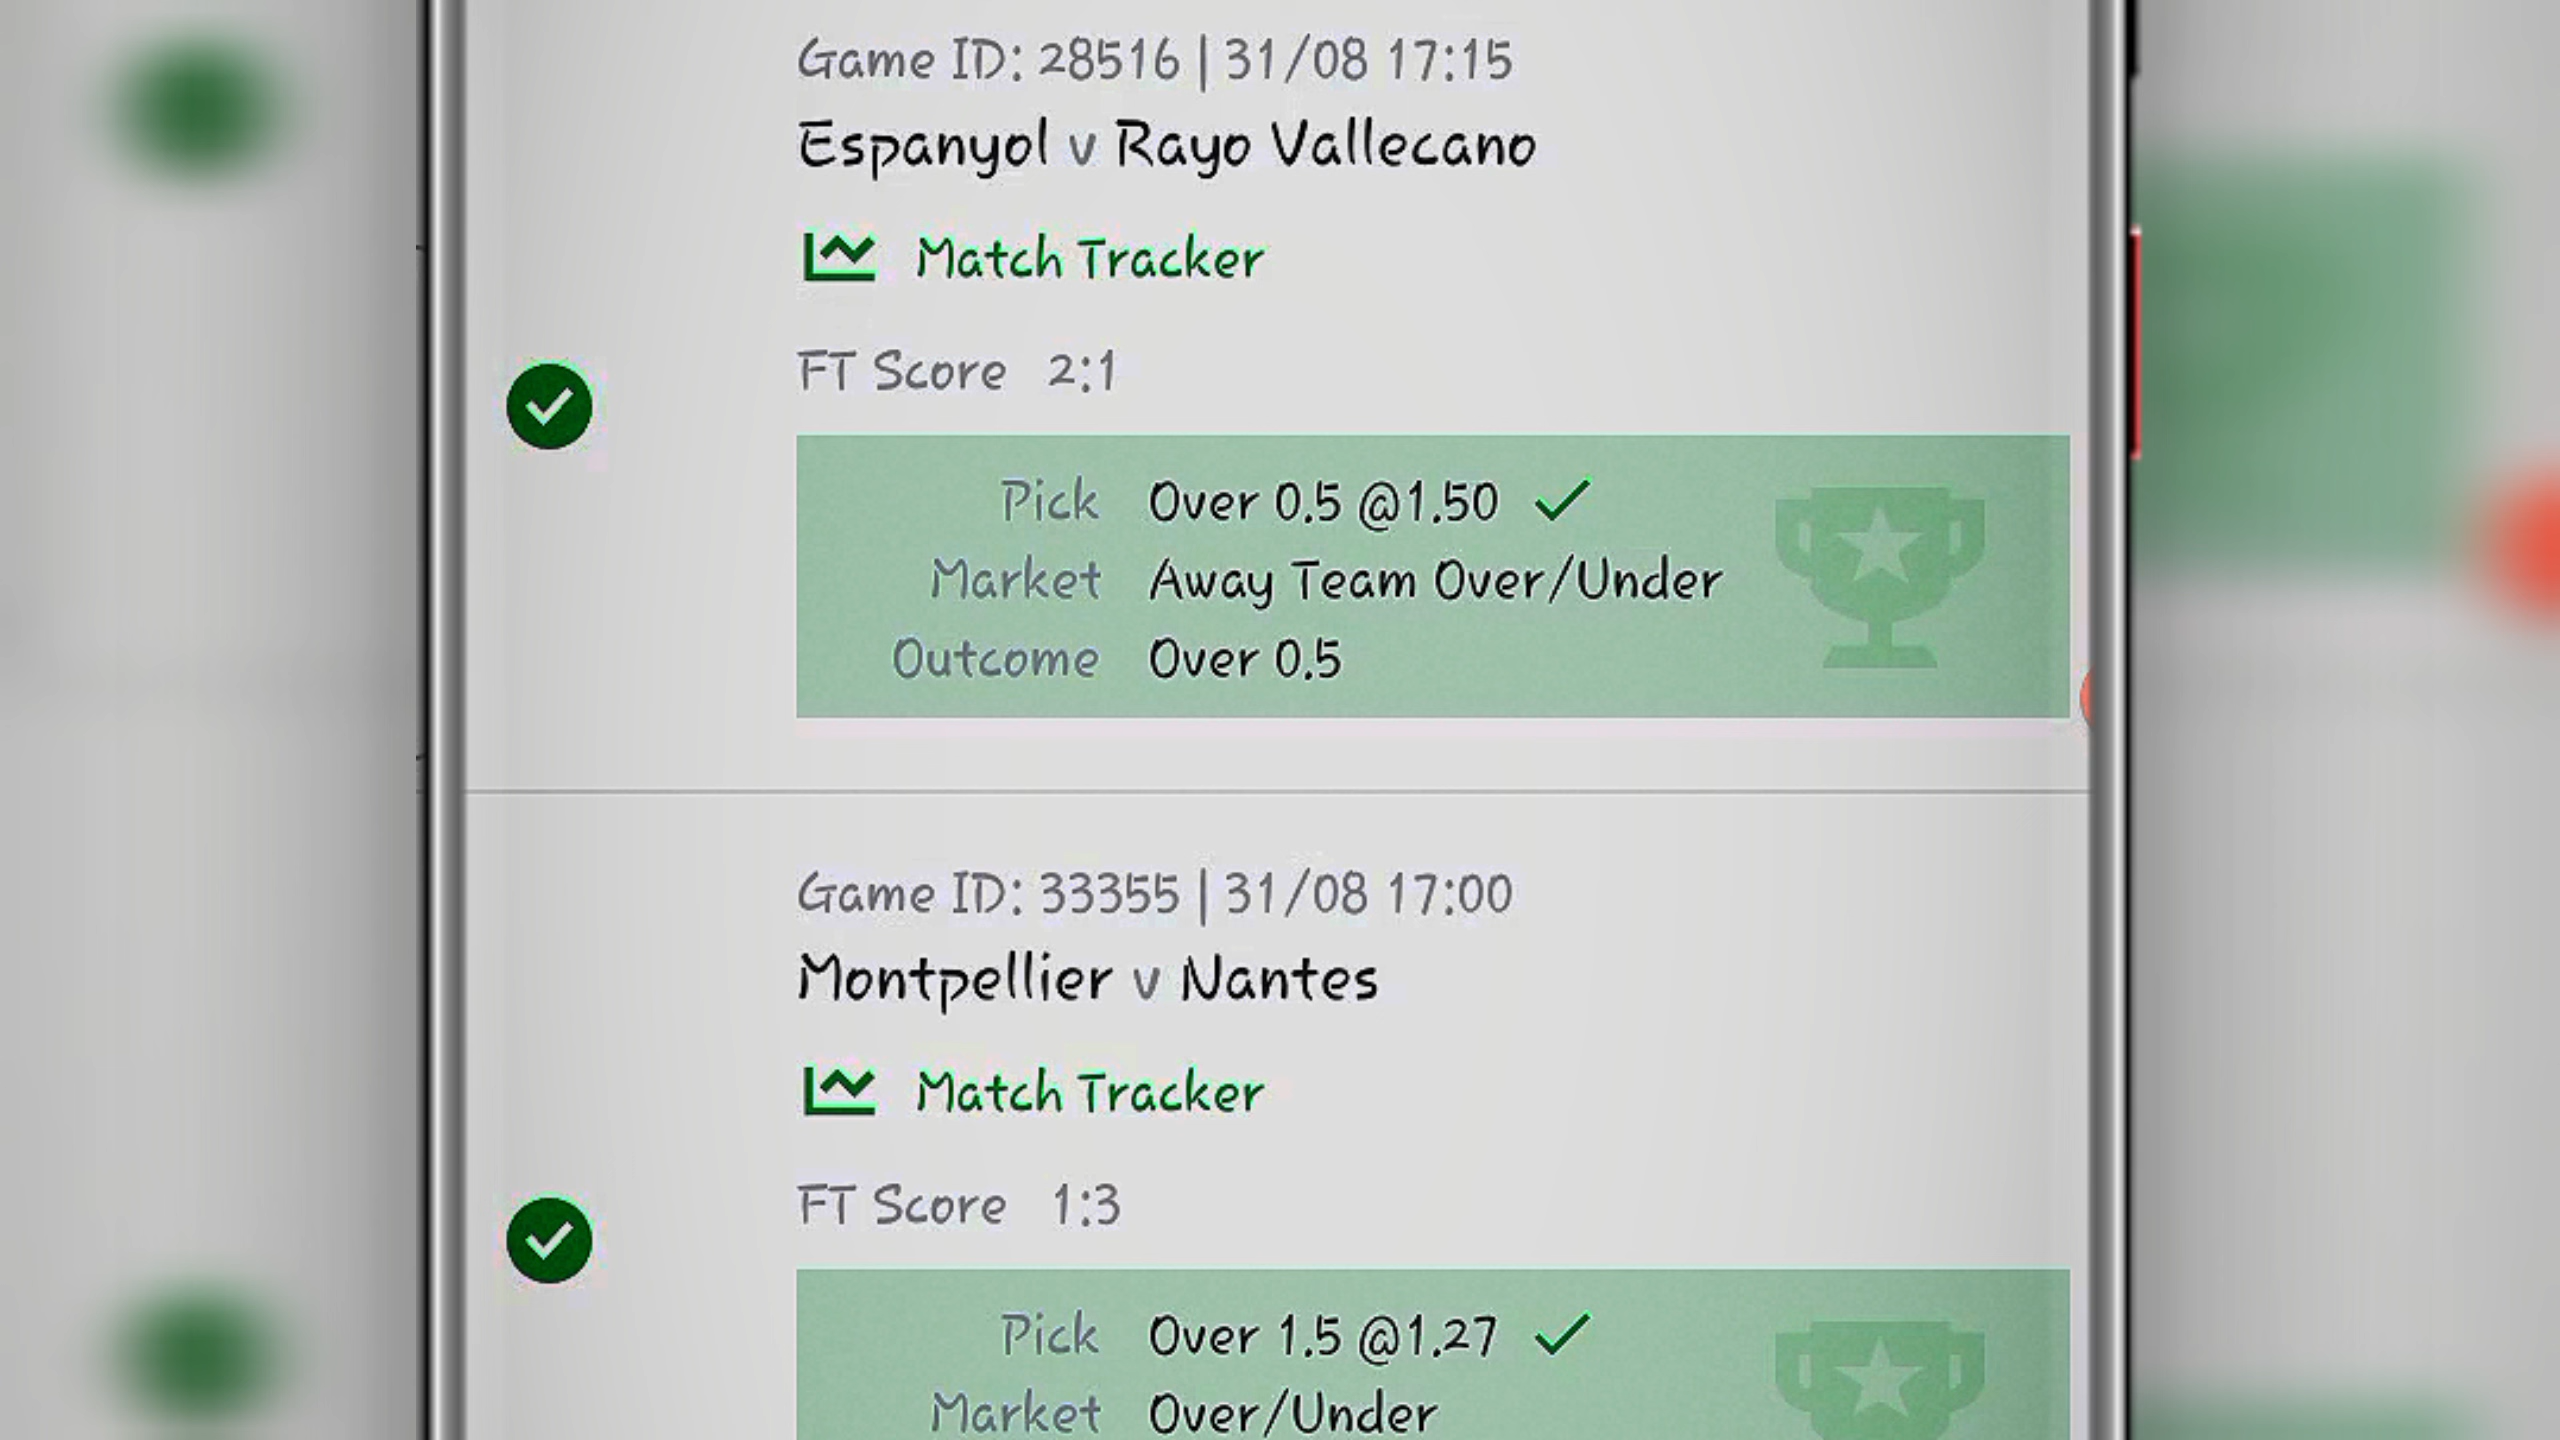 Game ID: 28516 | 31/08 17:15
Espanyol v Rayo Vallecano
Match Tracker
FT Score 2:1
Pick Over 0.5 @1.50
Market Away Team Over/Under
Outcome Over 0.5
Game ID: 33355 | 31/08 17:00
Montpellier v Nantes
Match Tracker
FT Score 1:3
Pick Over 1.5 @1.27
Market Over/Under